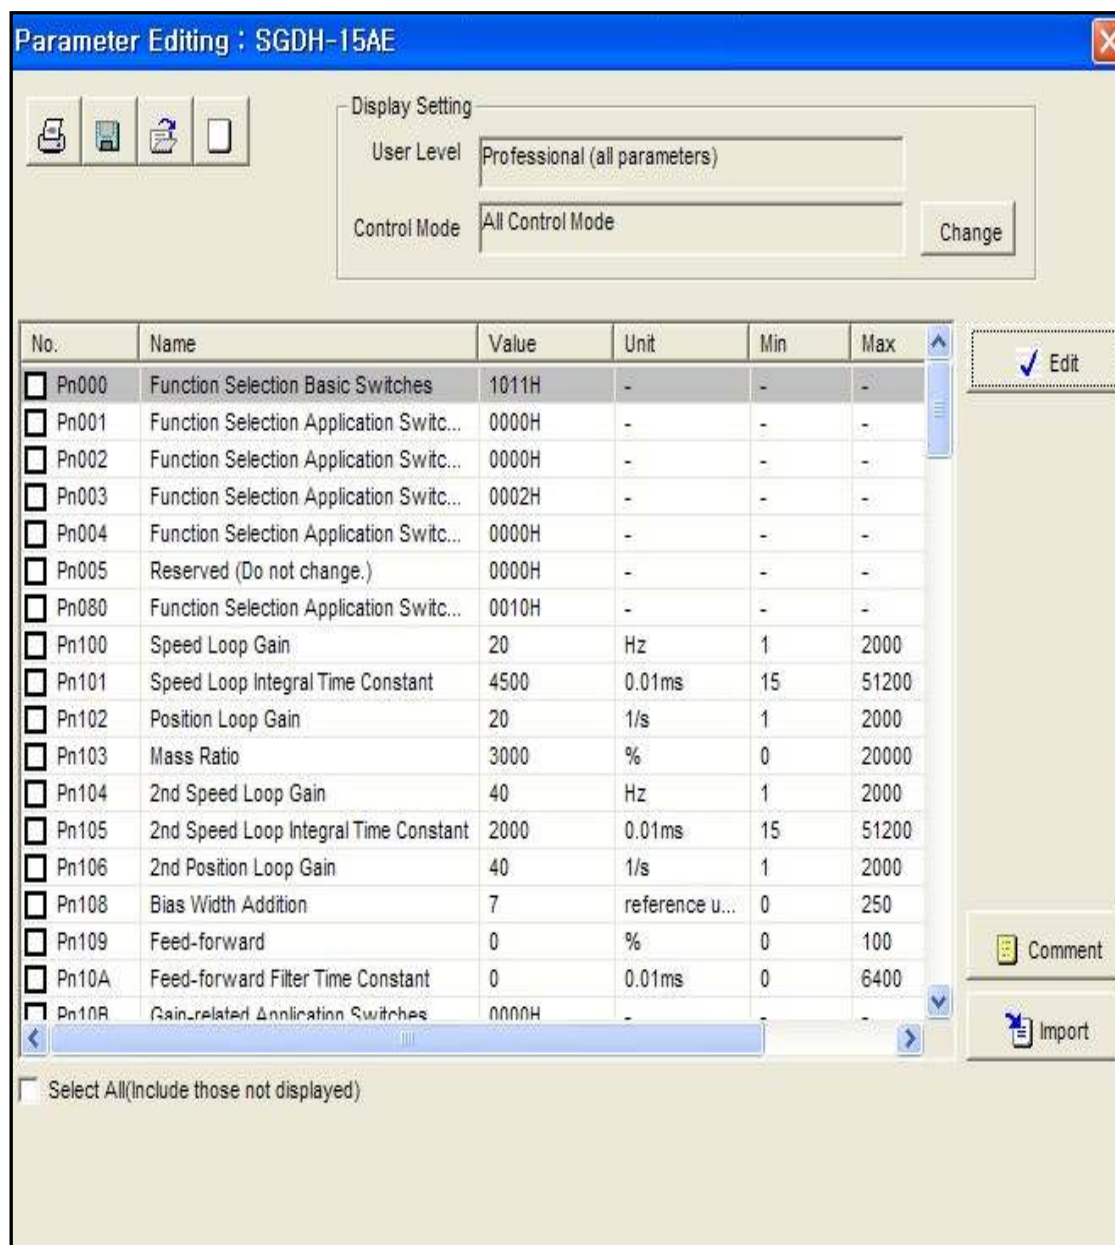 Parameter Editing : SGDH-15AE
Display Setting
User Level Professional (all parameters)
Control Mode All Control Mode Change
No. Name Value Unit Min Max
Pn000 Function Selection Basic Switches 1011H - - -
Pn001 Function Selection Application Switc... 0000H - - -
Pn002 Function Selection Application Switc... 0000H - - -
Pn003 Function Selection Application Switc... 0002H - - -
Pn004 Function Selection Application Switc... 0000H - - -
Pn005 Reserved (Do not change.) 0000H - - -
Pn080 Function Selection Application Switc... 0010H - - -
Pn100 Speed Loop Gain 20 Hz 1 2000
Pn101 Speed Loop Integral Time Constant 4500 0.01ms 15 51200
Pn102 Position Loop Gain 20 1/s 1 2000
Pn103 Mass Ratio 3000 % 0 20000
Pn104 2nd Speed Loop Gain 40 Hz 1 2000
Pn105 2nd Speed Loop Integral Time Constant 2000 0.01ms 15 51200
Pn106 2nd Position Loop Gain 40 1/s 1 2000
Pn108 Bias Width Addition 7 reference u... 0 250
Pn109 Feed-forward 0 % 0 100
Pn10A Feed-forward Filter Time Constant 0 0.01ms 0 6400
Pn10B Gain-related Application Switches 0000H - - -
Edit
Comment
Import
Select All(Include those not displayed)